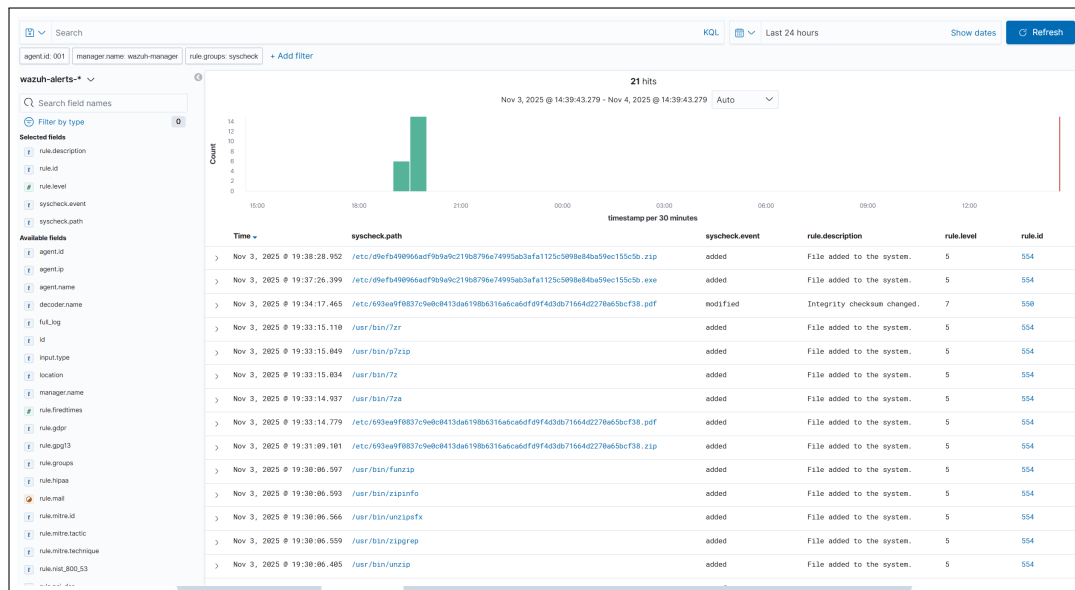 Search KQL Last 24 hours Show dates Refresh
agent.id: 001 manager.name: wazuh-manager rule.groups: syscheck + Add filter
wazuh-alerts-*
Search field names
Filter by type 0
Selected fields
t rule.description
t rule.id
# rule.level
t syscheck.event
t syscheck.path
Available fields
t agent.id
t agent.ip
t agent.name
t decoder.name
t full_log
t id
t input.type
t location
t manager.name
# rule.firedtimes
t rule.gdpr
t rule.gpg13
t rule.groups
t rule.hipaa
rule.mail
t rule.mitre.id
t rule.mitre.tactic
t rule.mitre.technique
t rule.nist_800_53
21 hits
Nov 3, 2025 @ 14:39:43.279 - Nov 4, 2025 @ 14:39:43.279 Auto
Count
14
12
10
8
6
4
2
0
15:00 18:00 21:00 00:00 03:00 06:00 09:00 12:00
timestamp per 30 minutes
Time syscheck.path syscheck.event rule.description rule.level rule.id
Nov 3, 2025 @ 19:38:28.952 /etc/d9efb490966adf9b9a9c219b8796e74995ab3afa1125c5098e84ba59ec155c5b.zip added File added to the system. 5 554
Nov 3, 2025 @ 19:37:26.399 /etc/d9efb490966adf9b9a9c219b8796e74995ab3afa1125c5098e84ba59ec155c5b.exe added File added to the system. 5 554
Nov 3, 2025 @ 19:34:17.465 /etc/693ea9f0837c9e0c0413da6198b6316a6ca6dfd9f4d3db71664d2270a65bcf38.pdf modified Integrity checksum changed. 7 550
Nov 3, 2025 @ 19:33:15.110 /usr/bin/7zr added File added to the system. 5 554
Nov 3, 2025 @ 19:33:15.049 /usr/bin/p7zip added File added to the system. 5 554
Nov 3, 2025 @ 19:33:15.034 /usr/bin/7z added File added to the system. 5 554
Nov 3, 2025 @ 19:33:14.937 /usr/bin/7za added File added to the system. 5 554
Nov 3, 2025 @ 19:33:14.779 /etc/693ea9f0837c9e0c0413da6198b6316a6ca6dfd9f4d3db71664d2270a65bcf38.pdf added File added to the system. 5 554
Nov 3, 2025 @ 19:31:09.101 /etc/693ea9f0837c9e0c0413da6198b6316a6ca6dfd9f4d3db71664d2270a65bcf38.zip added File added to the system. 5 554
Nov 3, 2025 @ 19:30:06.597 /usr/bin/funzip added File added to the system. 5 554
Nov 3, 2025 @ 19:30:06.593 /usr/bin/zipinfo added File added to the system. 5 554
Nov 3, 2025 @ 19:30:06.566 /usr/bin/unzipsfx added File added to the system. 5 554
Nov 3, 2025 @ 19:30:06.559 /usr/bin/zipgrep added File added to the system. 5 554
Nov 3, 2025 @ 19:30:06.405 /usr/bin/unzip added File added to the system. 5 554